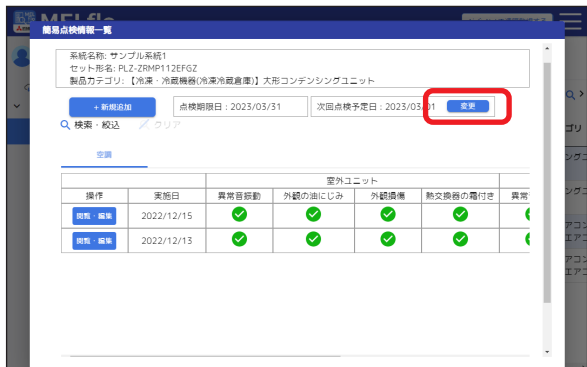 MELflo
簡易点検情報一覧
系統名称: サンプル系統1
セット形名: PLZ-ZRMP112EFGZ
製品カテゴリ: 【冷凍・冷蔵機器(冷凍冷蔵倉庫)】大形コンデンシングユニット
+ 新規追加
点検期限日 : 2023/03/31
次回点検予定日 : 2023/03/01
変更
検索・絞込
クリア
空調
室外ユニット
操作 実施日 異常音振動 外観の油にじみ 外観損傷 熱交換器の霜付き 異常
閲覧・編集 2022/12/15
閲覧・編集 2022/12/13